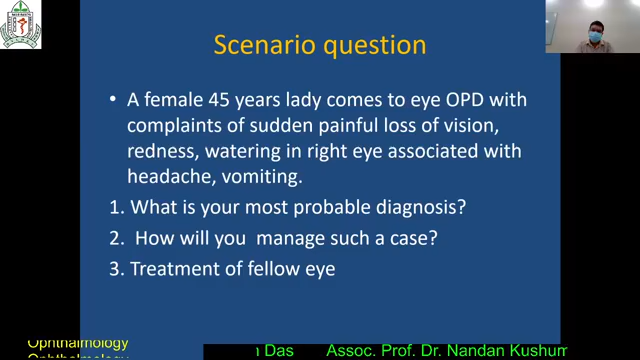 Scenario question
• A female 45 years lady comes to eye OPD with
complaints of sudden painful loss of vision,
redness, watering in right eye associated with
headache, vomiting.
1. What is your most probable diagnosis?
2. How will you manage such a case?
3. Treatment of fellow eye
Ophthalmology
Ophthalmology
n Das Assoc. Prof. Dr. Nandan Kushum